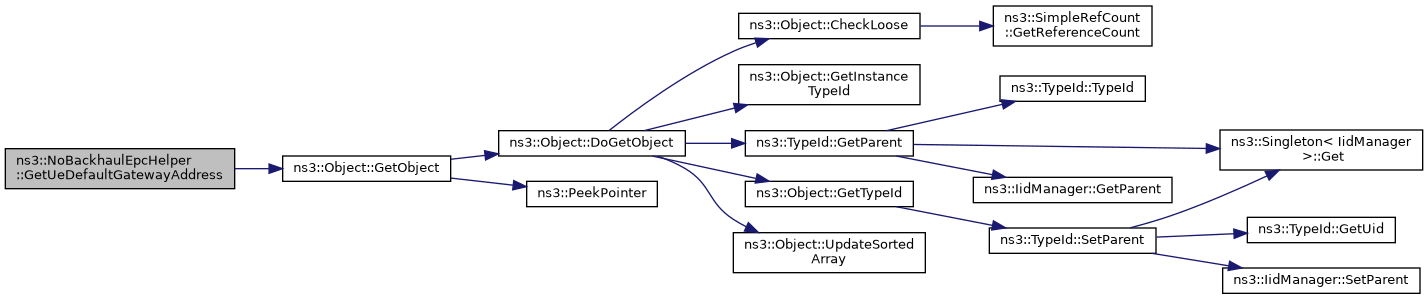 ns3::NoBackhaulEpcHelper
::GetUeDefaultGatewayAddress
ns3::Object::GetObject
ns3::Object::DoGetObject
ns3::PeekPointer
ns3::Object::CheckLoose
ns3::Object::GetInstance
TypeId
ns3::TypeId::GetParent
ns3::Object::GetTypeId
ns3::Object::UpdateSorted
Array
ns3::SimpleRefCount
::GetReferenceCount
ns3::TypeId::TypeId
ns3::IidManager::GetParent
ns3::TypeId::SetParent
ns3::Singleton< IidManager
>::Get
ns3::TypeId::GetUid
ns3::IidManager::SetParent